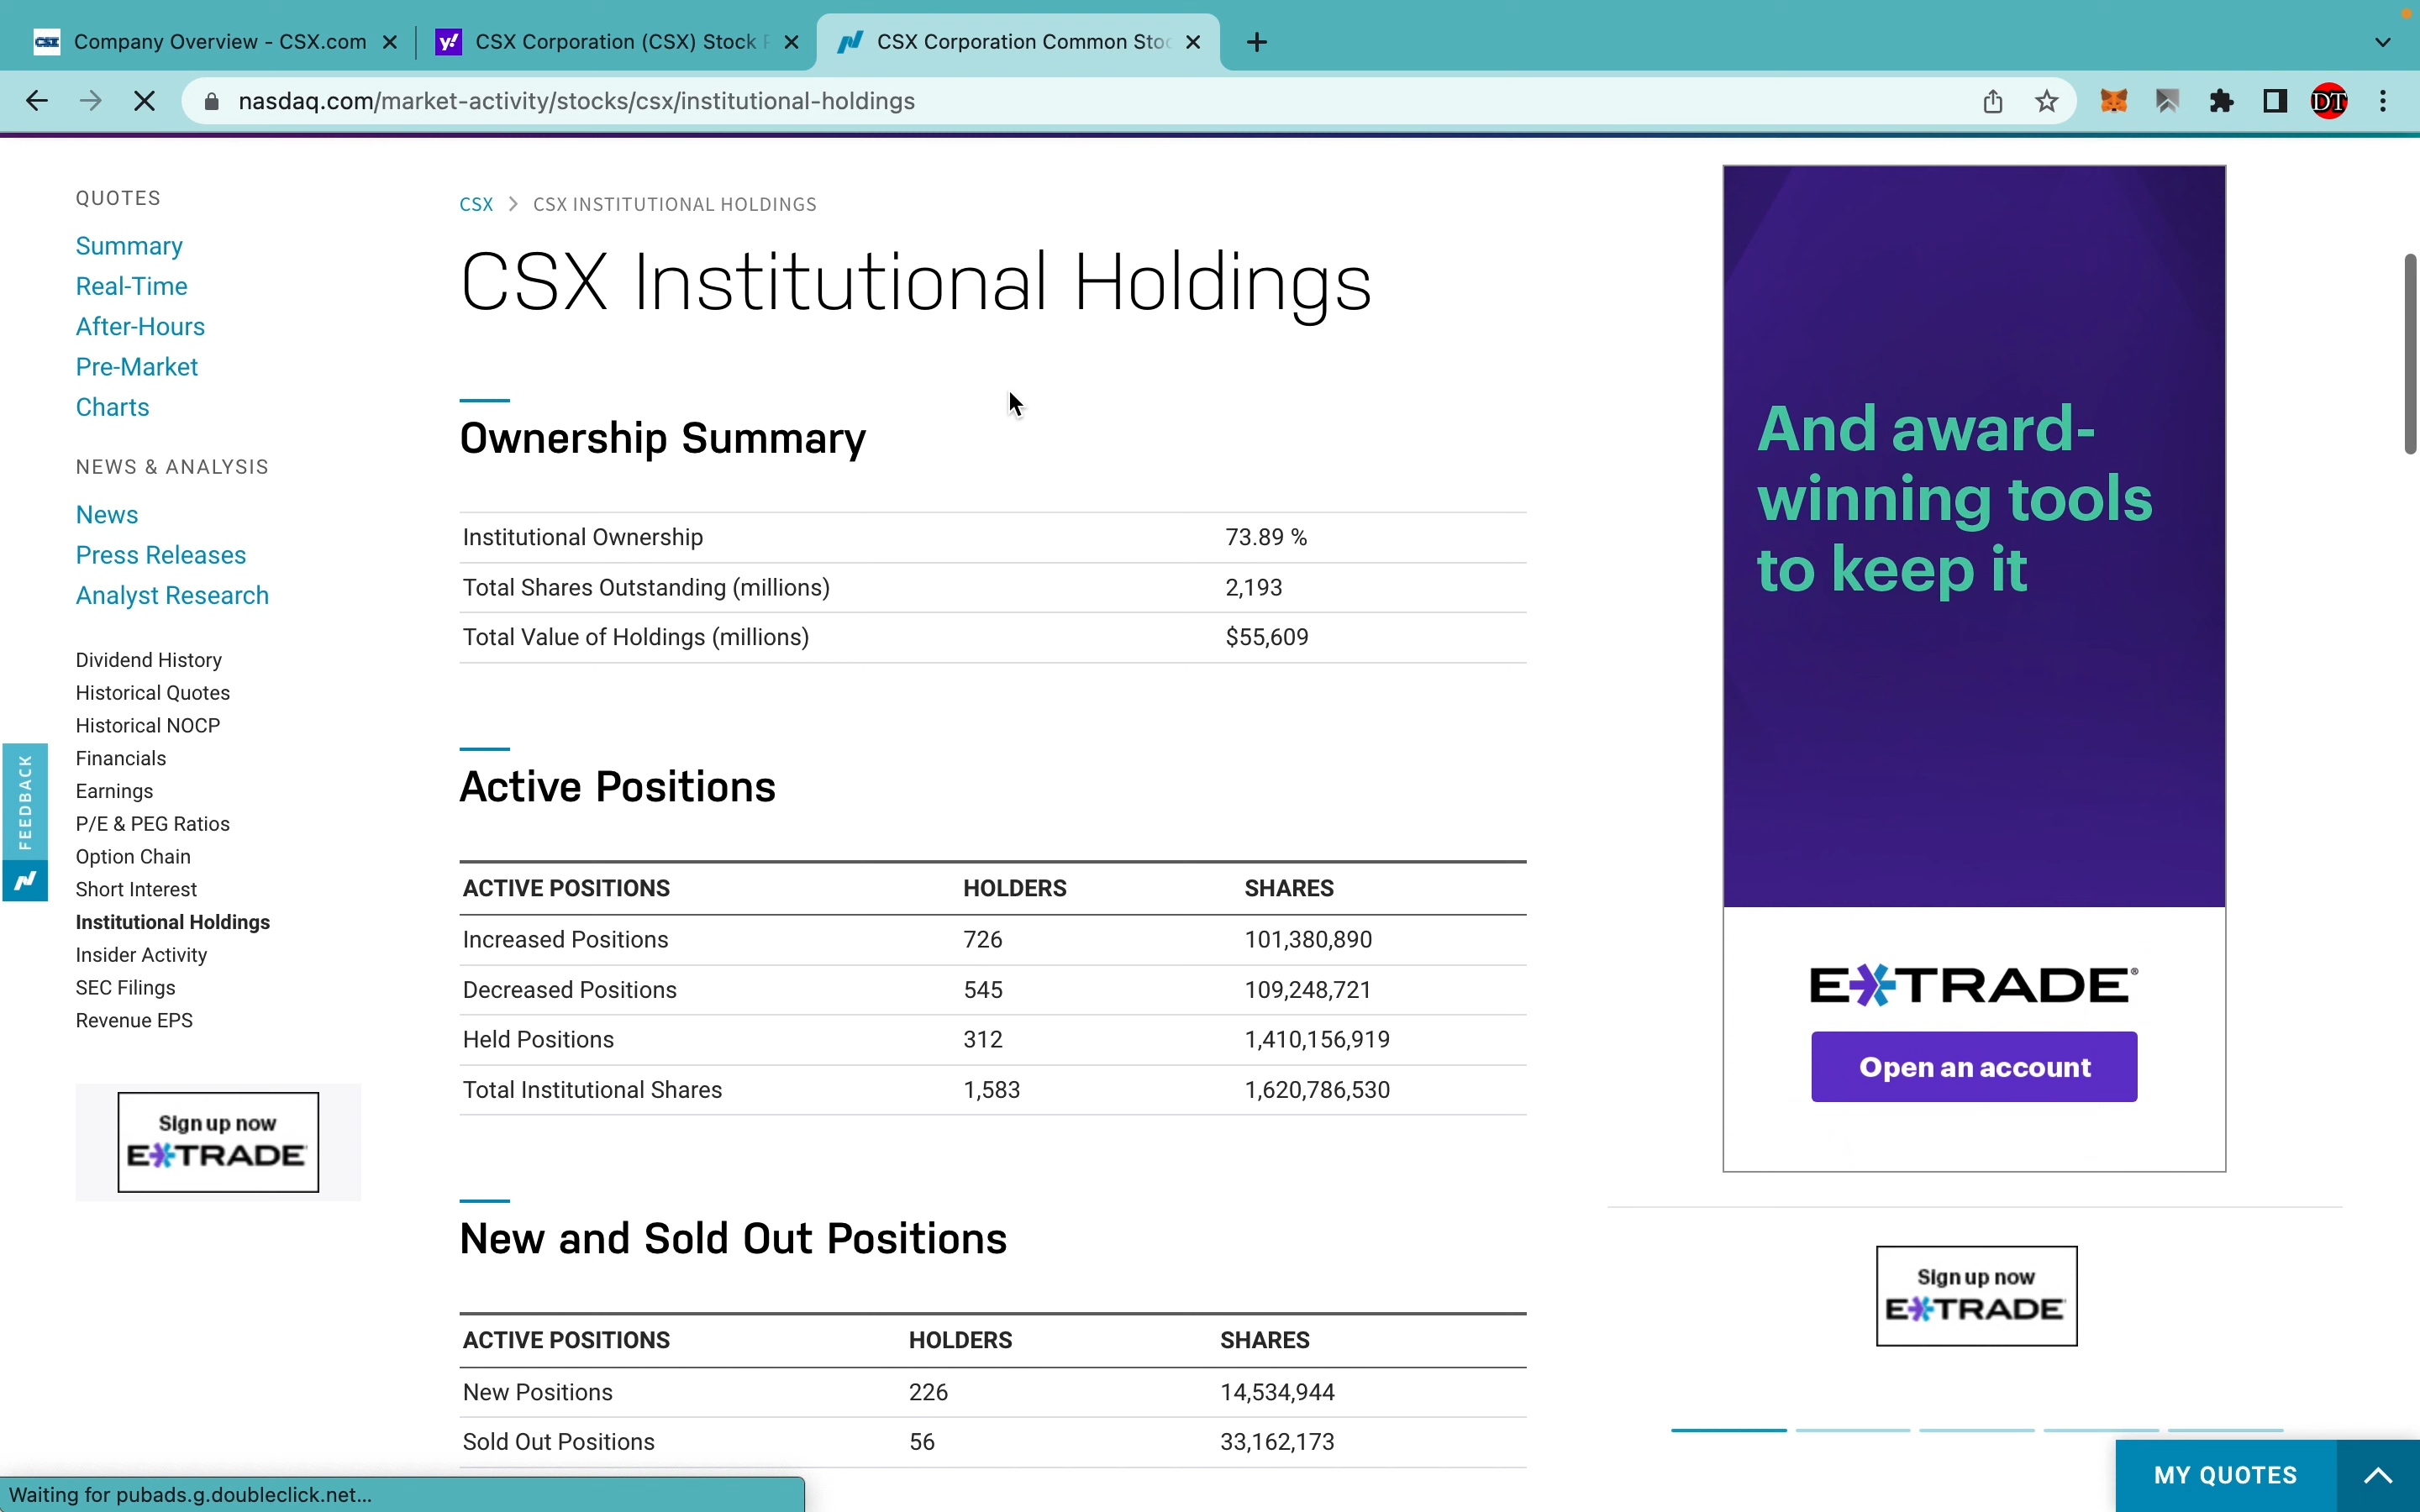 Company Overview - CSX.com
CSX Corporation (CSX) Stock
CSX Corporation Common Sto
nasdaq.com/market-activity/stocks/csx/institutional-holdings
DT
QUOTES
Summary
Real-Time
After-Hours
Pre-Market
Charts
NEWS & ANALYSIS
News
Press Releases
Analyst Research
Dividend History
Historical Quotes
Historical NOCP
Financials
Earnings
P/E & PEG Ratios
Option Chain
Short Interest
Institutional Holdings
Insider Activity
SEC Filings
Revenue EPS
FEEDBACK
Sign up now
E*TRADE
CSX > CSX INSTITUTIONAL HOLDINGS
CSX Institutional Holdings
Ownership Summary
Institutional Ownership 73.89 %
Total Shares Outstanding (millions) 2,193
Total Value of Holdings (millions) $55,609
Active Positions
ACTIVE POSITIONS HOLDERS SHARES
Increased Positions 726 101,380,890
Decreased Positions 545 109,248,721
Held Positions 312 1,410,156,919
Total Institutional Shares 1,583 1,620,786,530
New and Sold Out Positions
ACTIVE POSITIONS HOLDERS SHARES
New Positions 226 14,534,944
Sold Out Positions 56 33,162,173
And award-
winning tools
to keep it
E*TRADE®
Open an account
Sign up now
E*TRADE
MY QUOTES
Waiting for pubads.g.doubleclick.net...